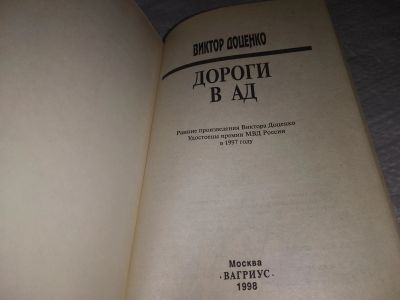 ВИКТОР ДОЦЕНКО
ДОРОГИ
В АД
Ранние произведения Виктора Доценко
Удостоены премии МВД России
в 1997 году
Москва
·ВАГРИУС·
1998